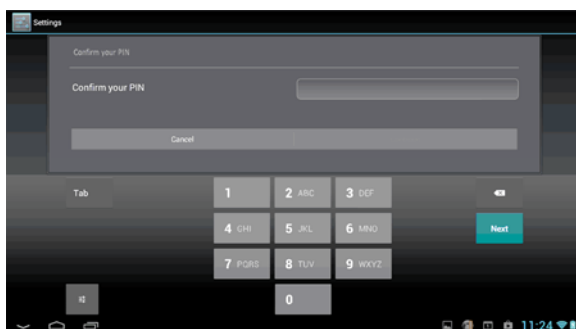 Settings
Confirm your PIN
Confirm your PIN
Cancel
Tab
1
2 ABC
3 DEF
4 GHI
5 JKL
6 MNO
Next
7 PQRS
8 TUV
9 WXYZ
0
11:24